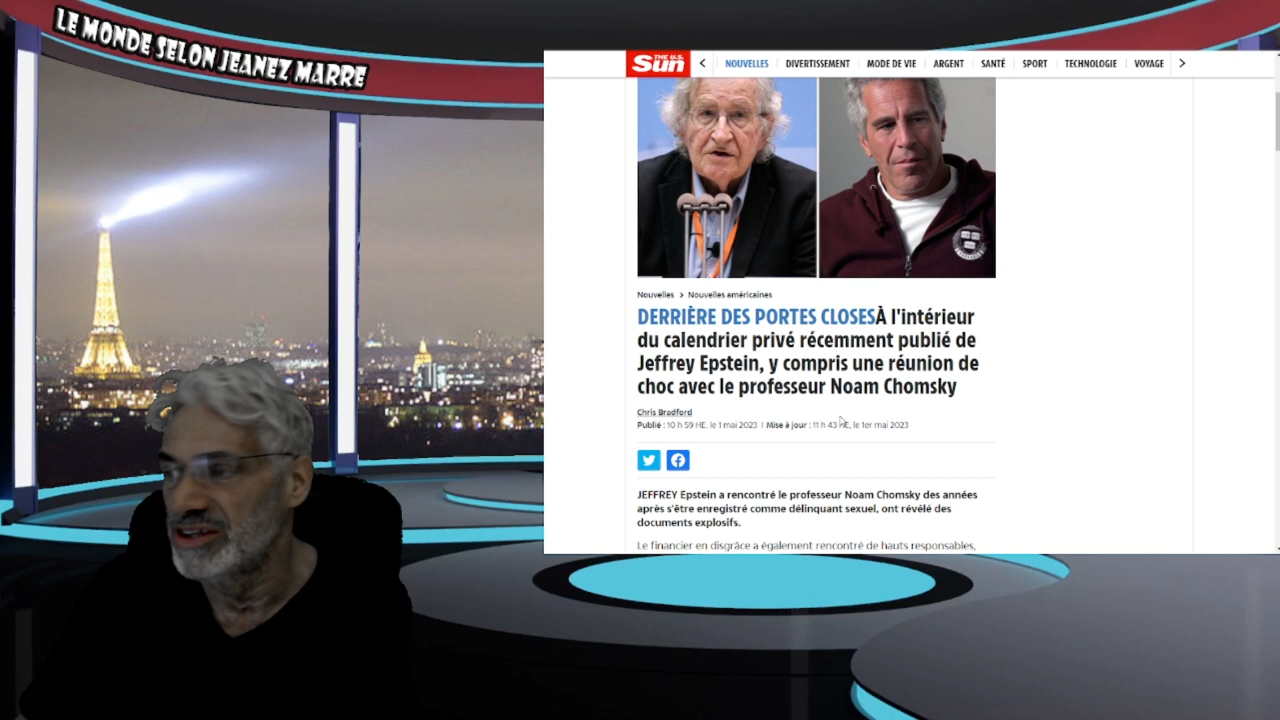 LE MONDE SELON JEANEZ MARRE
THE U.S. Sun
NOUVELLES DIVERTISSEMENT MODE DE VIE ARGENT SANTÉ SPORT TECHNOLOGIE VOYAGE
Nouvelles > Nouvelles américaines
DERRIÈRE DES PORTES CLOSESÀ l'intérieur
du calendrier privé récemment publié de
Jeffrey Epstein, y compris une réunion de
choc avec le professeur Noam Chomsky
Chris Bradford
Publié : 10 h 59 HE, le 1 mai 2023 | Mise à jour : 11 h 43 HE, le 1er mai 2023
JEFFREY Epstein a rencontré le professeur Noam Chomsky des années
après s'être enregistré comme délinquant sexuel, ont révélé des
documents explosifs.
Le financier en disgrâce a également rencontré de hauts responsables,